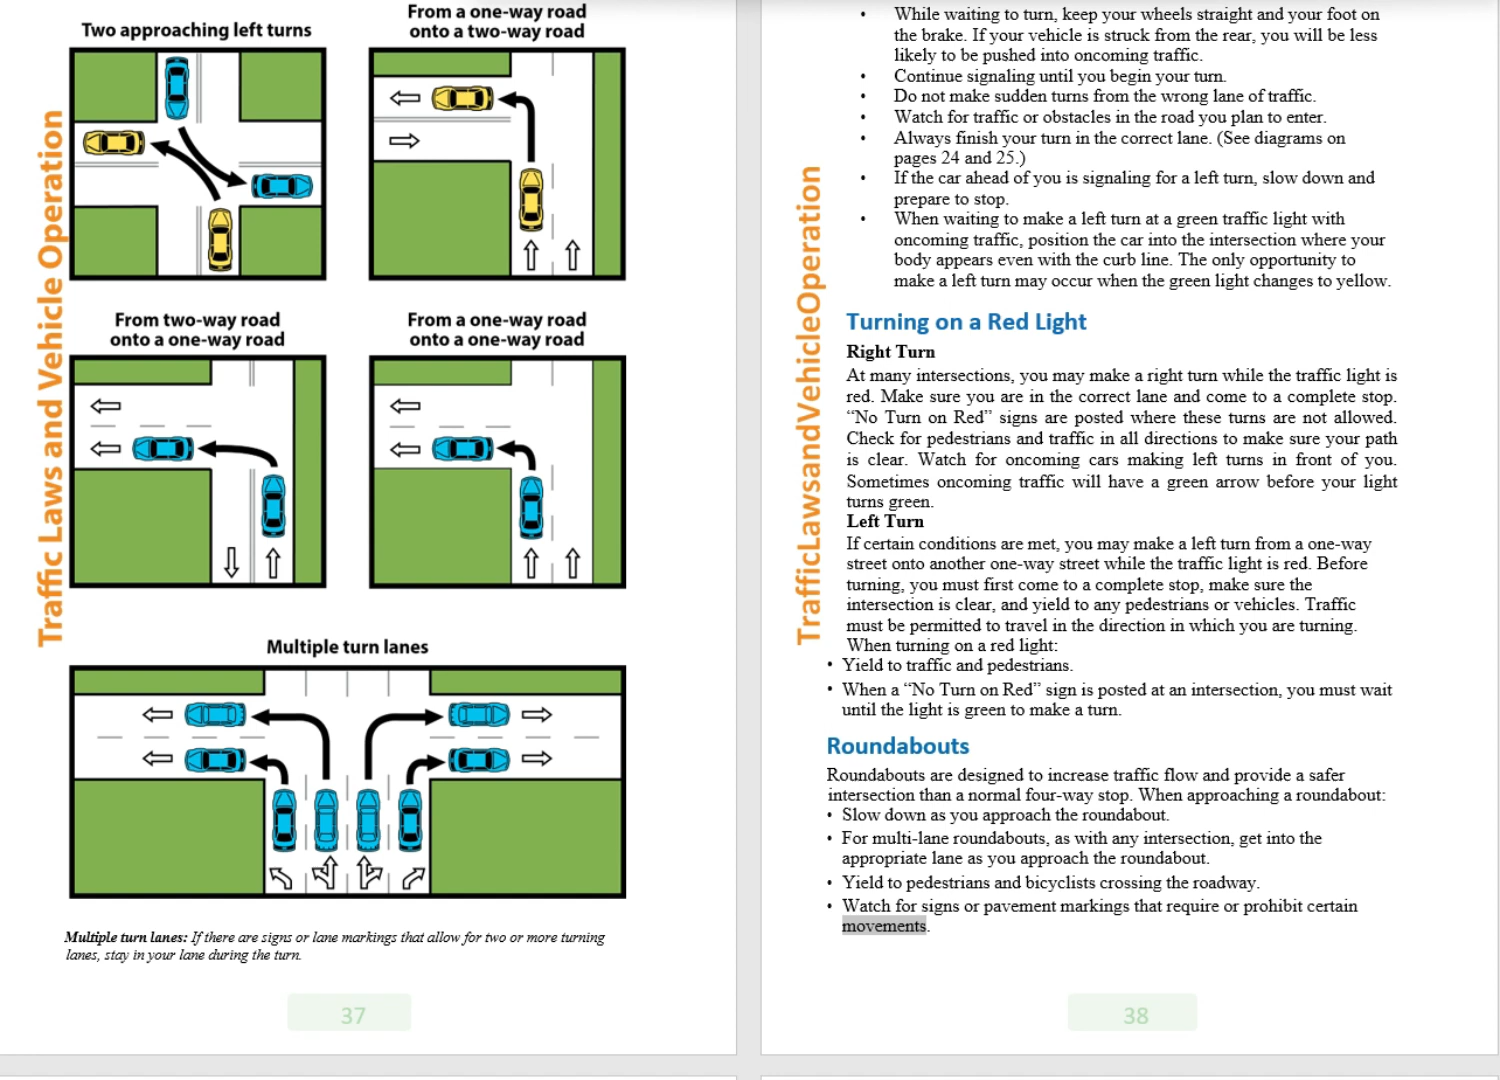 Traffic Laws and Vehicle Operation
Two approaching left turns
From a one-way road
onto a two-way road
From two-way road
onto a one-way road
From a one-way road
onto a one-way road
Multiple turn lanes
Multiple turn lanes: If there are signs or lane markings that allow for two or more turning
lanes, stay in your lane during the turn.
37
TrafficLawsandVehicleOperation
• While waiting to turn, keep your wheels straight and your foot on
the brake. If your vehicle is struck from the rear, you will be less
likely to be pushed into oncoming traffic.
• Continue signaling until you begin your turn.
• Do not make sudden turns from the wrong lane of traffic.
• Watch for traffic or obstacles in the road you plan to enter.
• Always finish your turn in the correct lane. (See diagrams on
pages 24 and 25.)
• If the car ahead of you is signaling for a left turn, slow down and
prepare to stop.
• When waiting to make a left turn at a green traffic light with
oncoming traffic, position the car into the intersection where your
body appears even with the curb line. The only opportunity to
make a left turn may occur when the green light changes to yellow.
Turning on a Red Light
Right Turn
At many intersections, you may make a right turn while the traffic light is
red. Make sure you are in the correct lane and come to a complete stop.
“No Turn on Red” signs are posted where these turns are not allowed.
Check for pedestrians and traffic in all directions to make sure your path
is clear. Watch for oncoming cars making left turns in front of you.
Sometimes oncoming traffic will have a green arrow before your light
turns green.
Left Turn
If certain conditions are met, you may make a left turn from a one-way
street onto another one-way street while the traffic light is red. Before
turning, you must first come to a complete stop, make sure the
intersection is clear, and yield to any pedestrians or vehicles. Traffic
must be permitted to travel in the direction in which you are turning.
When turning on a red light:
• Yield to traffic and pedestrians.
• When a “No Turn on Red” sign is posted at an intersection, you must wait
until the light is green to make a turn.
Roundabouts
Roundabouts are designed to increase traffic flow and provide a safer
intersection than a normal four-way stop. When approaching a roundabout:
• Slow down as you approach the roundabout.
• For multi-lane roundabouts, as with any intersection, get into the
appropriate lane as you approach the roundabout.
• Yield to pedestrians and bicyclists crossing the roadway.
• Watch for signs or pavement markings that require or prohibit certain
movements.
38